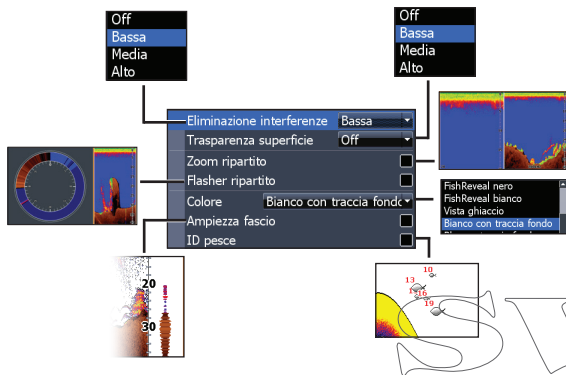 Off
Bassa
Media
Alto
Off
Bassa
Media
Alto
Eliminazione interferenze Bassa
Trasparenza superficie Off
Zoom ripartito
Flasher ripartito
Colore Bianco con traccia fondo
Ampiezza fascio
ID pesce
FishReveal nero
FishReveal bianco
Vista ghiaccio
Bianco con traccia fondo
20
30
10
13
16
19